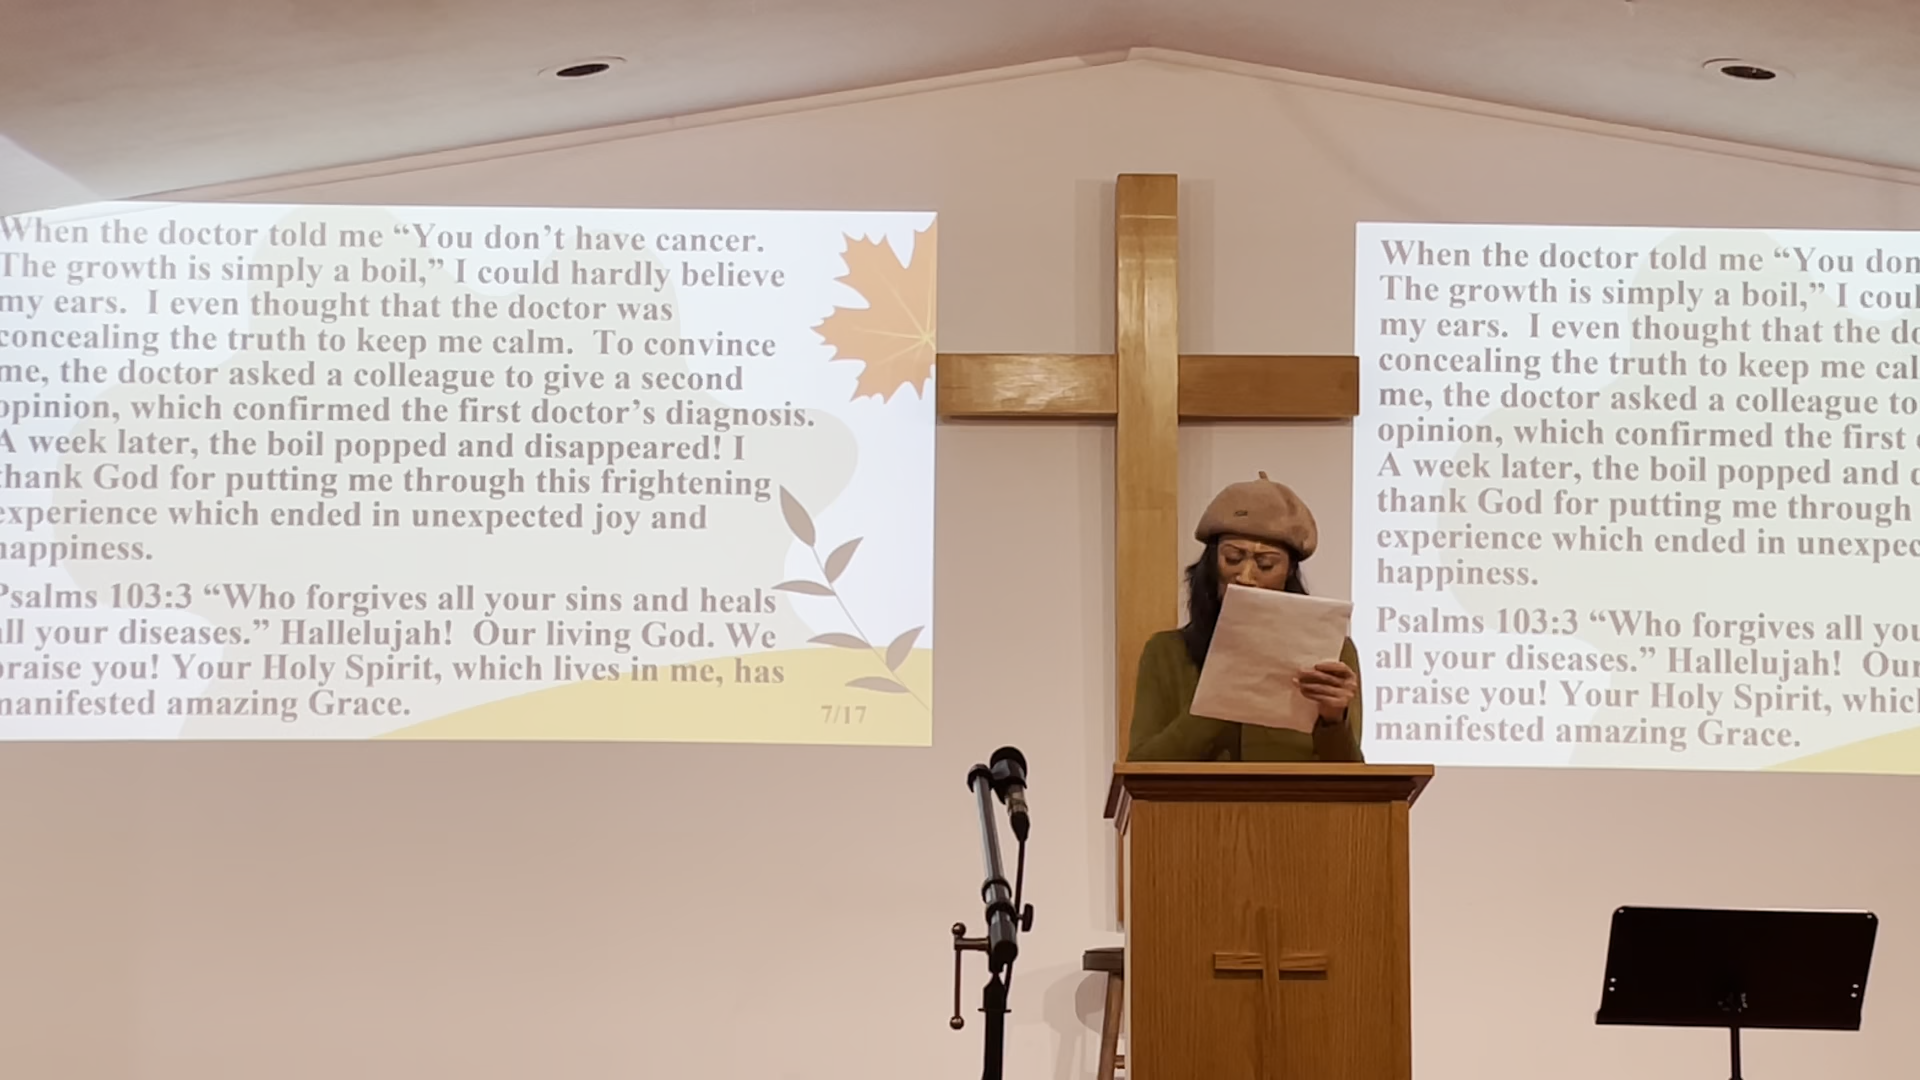 When the doctor told me “You don’t have cancer.
The growth is simply a boil,” I could hardly believe
my ears. I even thought that the doctor was
concealing the truth to keep me calm. To convince
me, the doctor asked a colleague to give a second
opinion, which confirmed the first doctor’s diagnosis.
A week later, the boil popped and disappeared! I
thank God for putting me through this frightening
experience which ended in unexpected joy and
happiness.
Psalms 103:3 “Who forgives all your sins and heals
all your diseases.” Hallelujah! Our living God. We
praise you! Your Holy Spirit, which lives in me, has
manifested amazing Grace.
7/17
When the doctor told me “You don
The growth is simply a boil,” I coul
my ears. I even thought that the do
concealing the truth to keep me cal
me, the doctor asked a colleague to
opinion, which confirmed the first
A week later, the boil popped and d
thank God for putting me through
experience which ended in unexpec
happiness.
Psalms 103:3 “Who forgives all you
all your diseases.” Hallelujah! Our
praise you! Your Holy Spirit, which
manifested amazing Grace.